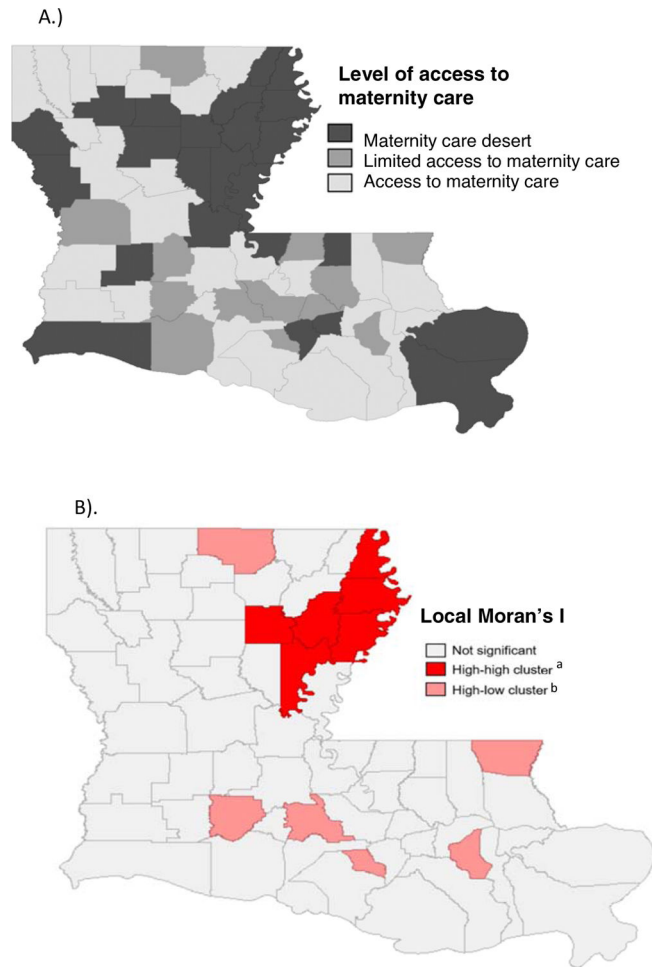 A.)
Level of access to
maternity care
Maternity care desert
Limited access to maternity care
Access to maternity care
B).
Local Moran's I
Not significant
High-high cluster a
High-low cluster b